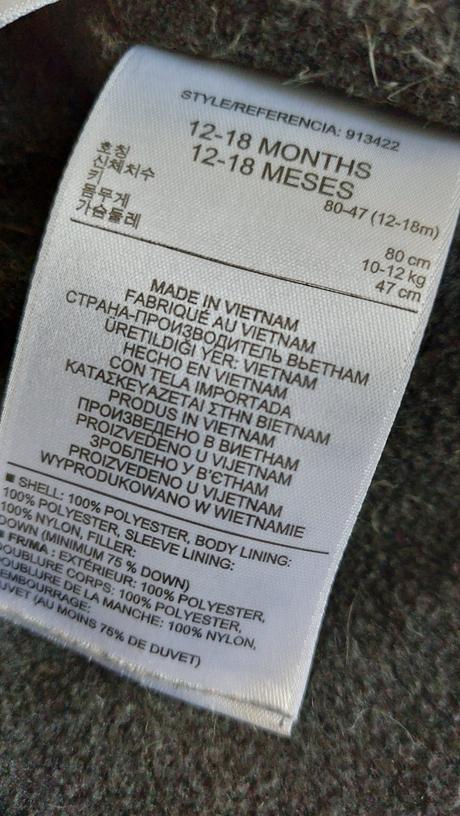 STYLE/REFERENCIA: 913422
12-18 MONTHS
12-18 MESES
호칭
신체치수 80-47 (12-18m)
키 80 cm
몸무게 10-12 kg
가슴둘레 47 cm
MADE IN VIETNAM
FABRIQUÉ AU VIETNAM
СТРАНА-ПРОИЗВОДИТЕЛЬ ВЬЕТНАМ
ÜRETILDIĞI YER: VIETNAM
HECHO EN VIETNAM
CON TELA IMPORTADA
ΚΑΤΑΣΚΕΥΑΖΕΤΑΙ ΣΤΗΝ ΒΙΕΤΝΑΜ
PRODUS IN VIETNAM
ПРОИЗВЕДЕНО В ВИЕТНАМ
PROIZVEDENO U VIJETNAM
ЗРОБЛЕНО У В'ЄТНАМ
PROIZVEDENO U VIJETNAM
WYPRODUKOWANO W WIETNAMIE
■ SHELL: 100% POLYESTER, BODY LINING:
100% POLYESTER, SLEEVE LINING:
100% NYLON, FILLER:
DOWN (MINIMUM 75 % DOWN)
■ FR/MA : EXTÉRIEUR: 100% POLYESTER,
DOUBLURE CORPS: 100% POLYESTER,
DOUBLURE DE LA MANCHE: 100% NYLON,
REMBOURRAGE:
DUVET (AU MOINS 75% DE DUVET)